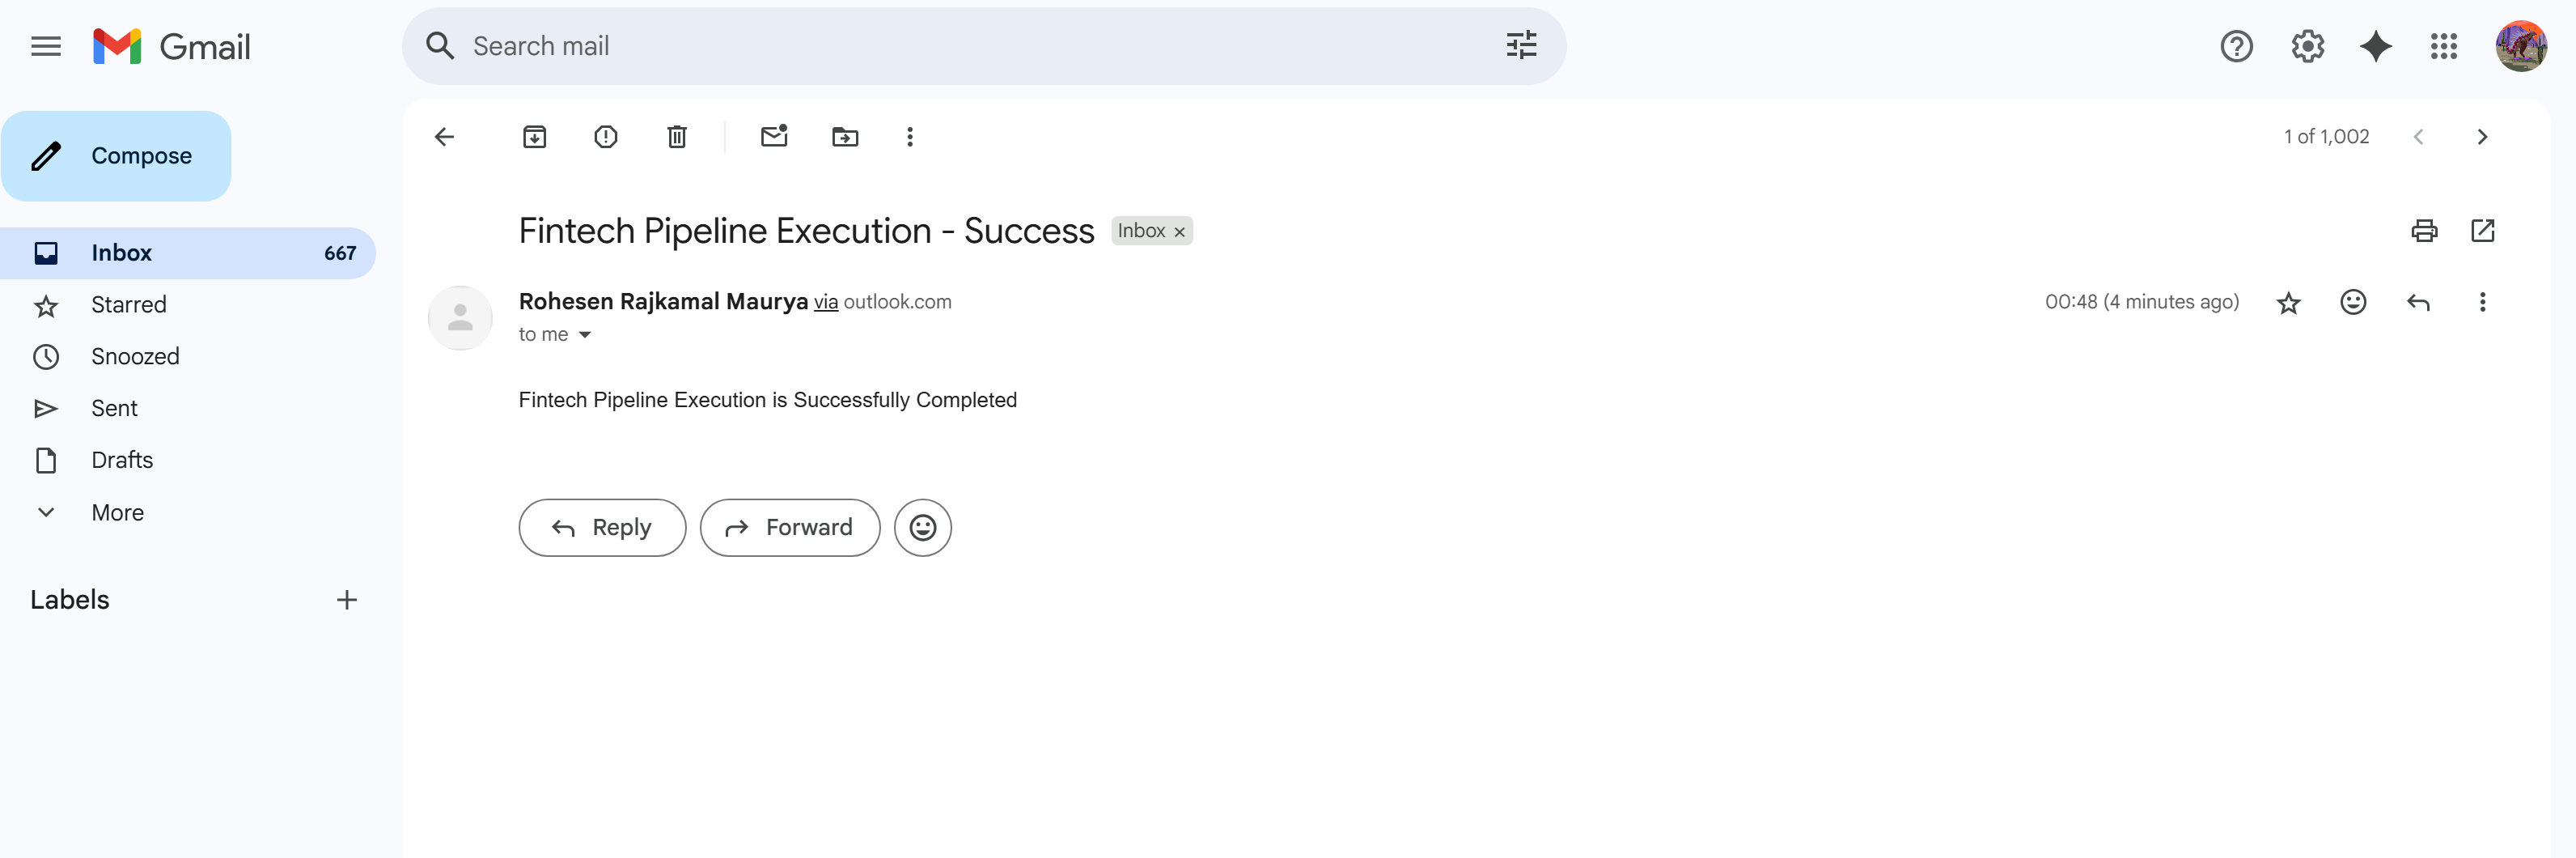 Gmail
Search mail
Compose
Inbox 667
Starred
Snoozed
Sent
Drafts
More
Labels
1 of 1,002
Fintech Pipeline Execution - Success Inbox
Rohesen Rajkamal Maurya via outlook.com 00:48 (4 minutes ago)
to me
Fintech Pipeline Execution is Successfully Completed
Reply Forward